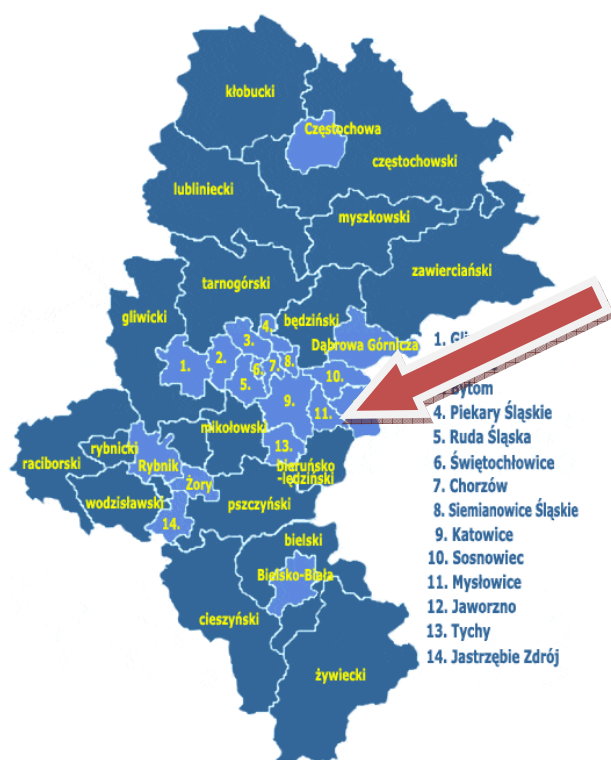 kłobucki
Częstochowa
częstochowski
lubliniecki
myszkowski
zawierciański
tarnogórski
gliwicki
będziński
Dąbrowa Górnicza
4.
3.
2.
1.
8.
7.
6.
5.
10.
9.
11.
mikołowski
13.
Bieruńsko
-lędziński
rybnicki
raciborski
Rybnik
Żory
wodzisławski
pszczyński
14.
bielski
Bielsko-Biała
cieszyński
żywiecki
1. Gli
Bytom
4. Piekary Śląskie
5. Ruda Śląska
6. Świętochłowice
7. Chorzów
8. Siemianowice Śląskie
9. Katowice
10. Sosnowiec
11. Mysłowice
12. Jaworzno
13. Tychy
14. Jastrzębie Zdrój